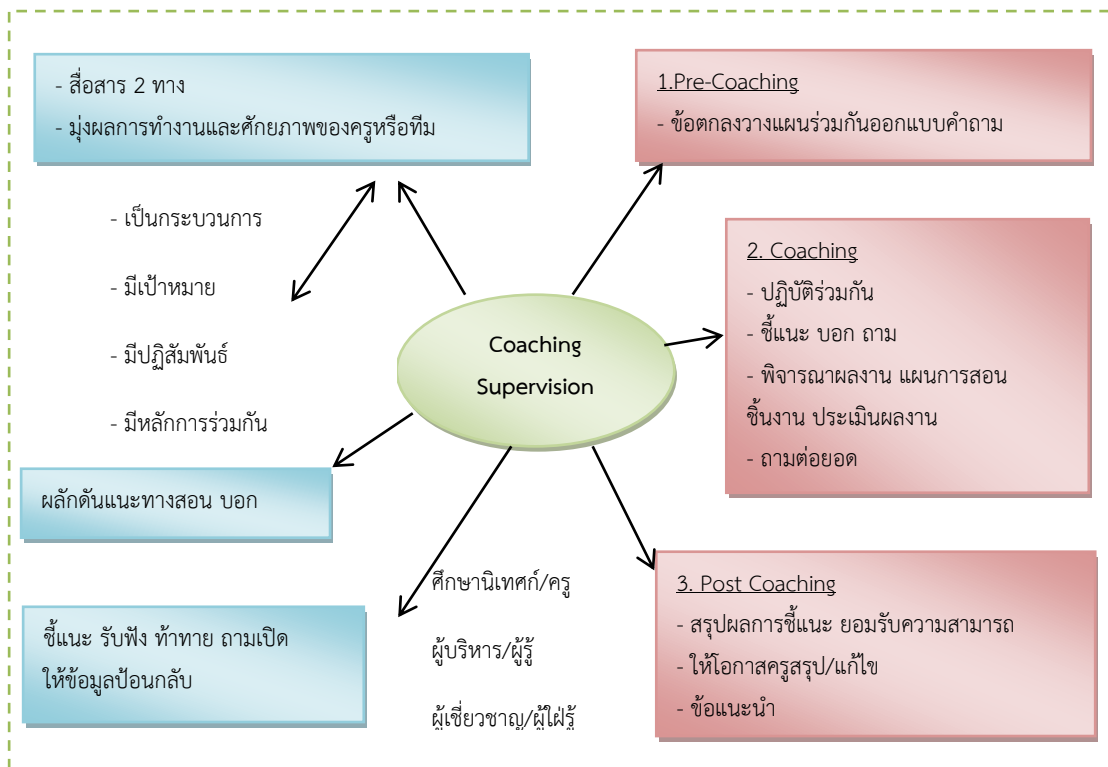 - สื่อสาร 2 ทาง
- มุ่งผลการทำงานและศักยภาพของครูหรือทีม
- เป็นกระบวนการ
- มีเป้าหมาย
- มีปฏิสัมพันธ์
- มีหลักการร่วมกัน
ผลักดันแนะทางสอน บอก
ชี้แนะ รับฟัง ท้าทาย ถามเปิด
ให้ข้อมูลป้อนกลับ
Coaching
Supervision
ศึกษานิเทศก์/ครู
ผู้บริหาร/ผู้รู้
ผู้เชี่ยวชาญ/ผู้ใฝ่รู้
1.Pre-Coaching
- ข้อตกลงวางแผนร่วมกันออกแบบคำถาม
2. Coaching
- ปฏิบัติร่วมกัน
- ชี้แนะ บอก ถาม
- พิจารณาผลงาน แผนการสอน
ชิ้นงาน ประเมินผลงาน
- ถามต่อยอด
3. Post Coaching
- สรุปผลการชี้แนะ ยอมรับความสามารถ
- ให้โอกาสครูสรุป/แก้ไข
- ข้อแนะนำ